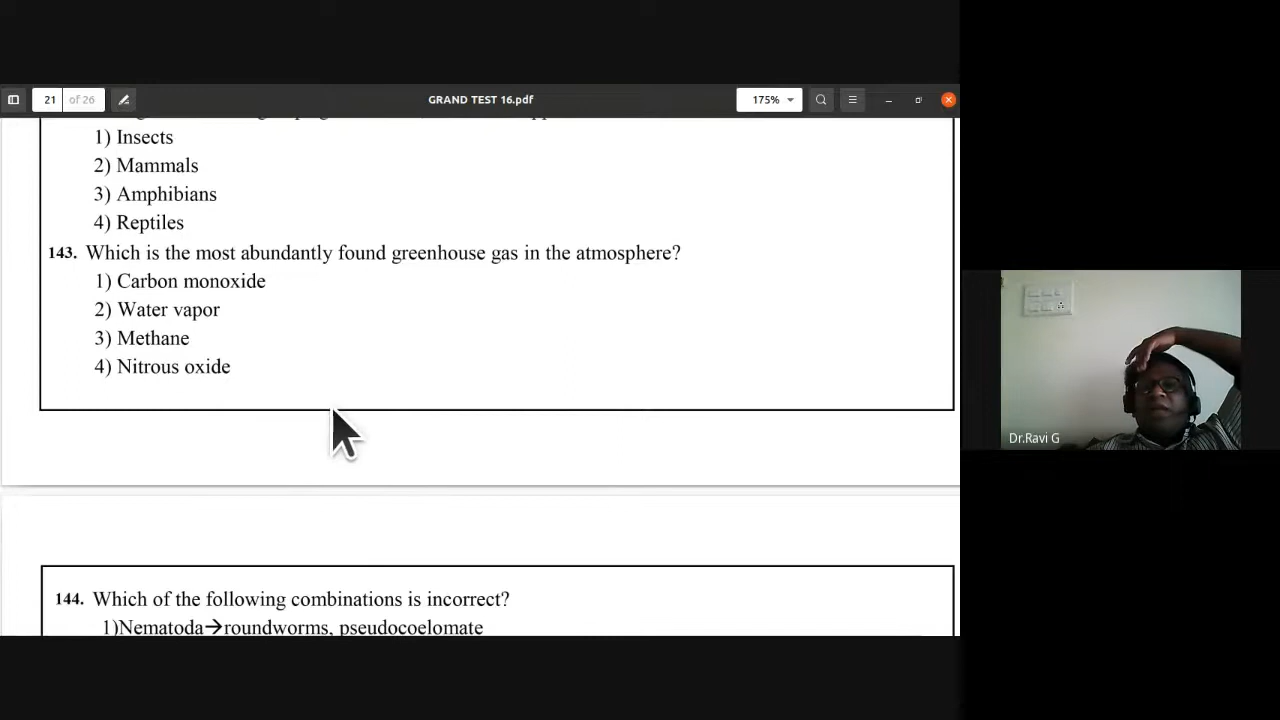 21 of 26
GRAND TEST 16.pdf
175%
1) Insects
2) Mammals
3) Amphibians
4) Reptiles
143. Which is the most abundantly found greenhouse gas in the atmosphere?
1) Carbon monoxide
2) Water vapor
3) Methane
4) Nitrous oxide
Dr.Ravi G
144. Which of the following combinations is incorrect?
1)Nematoda→roundworms, pseudocoelomate